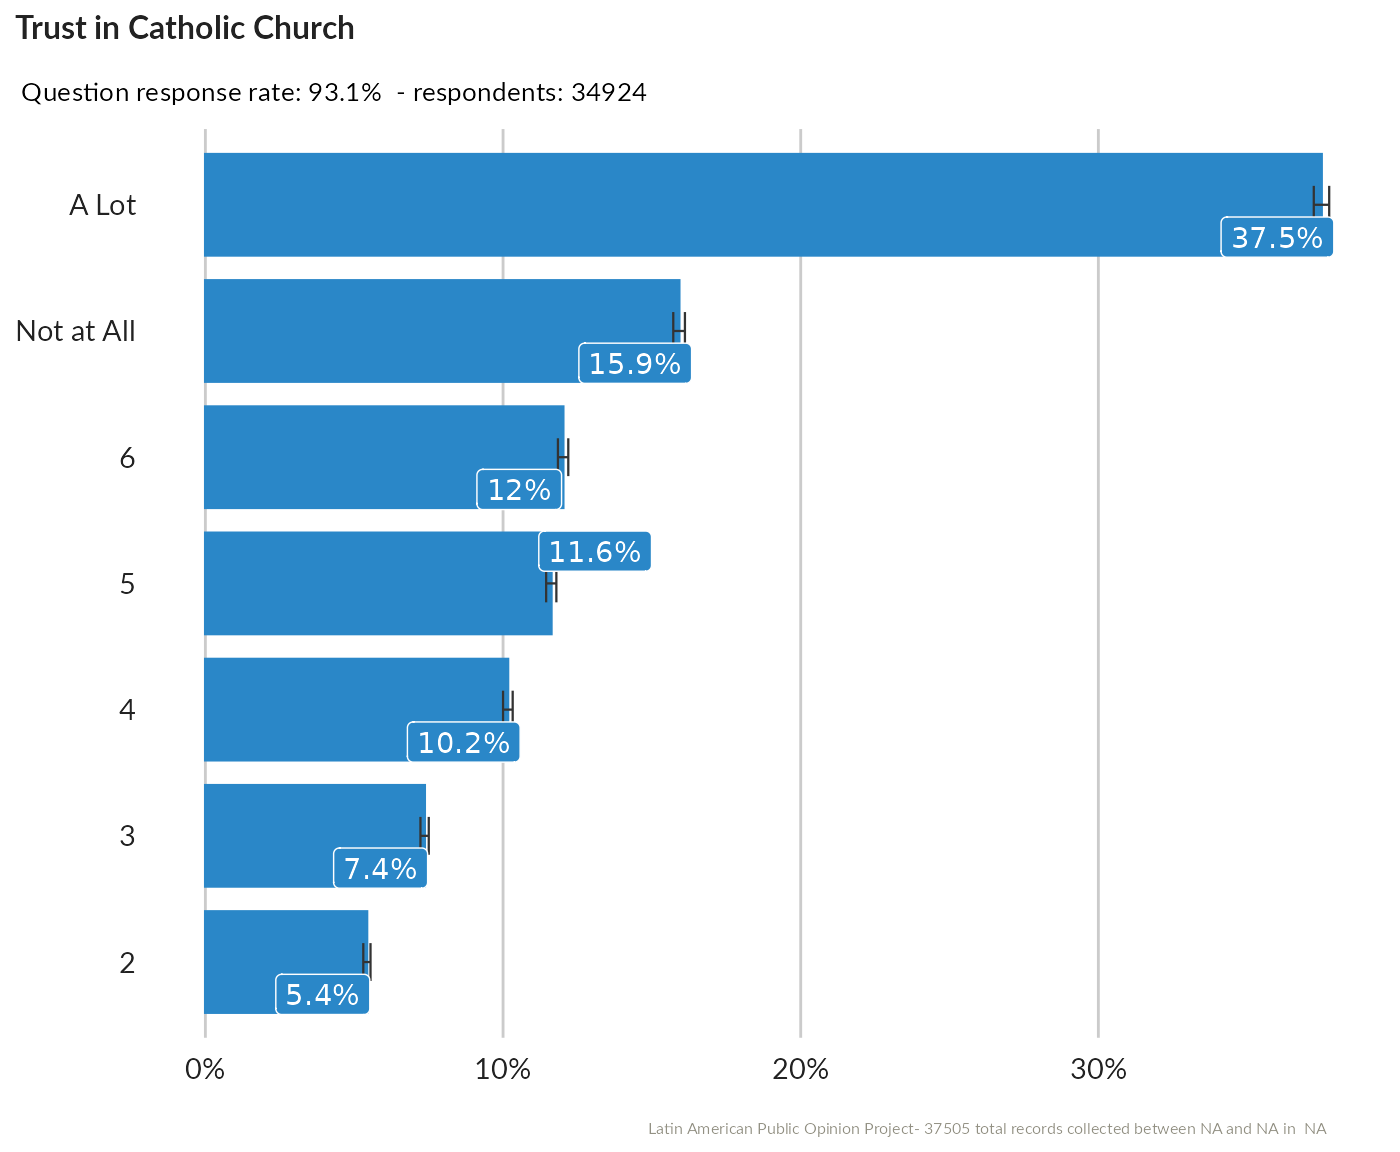 Trust in Catholic Church
Question response rate: 93.1% - respondents: 34924
A Lot
37.5%
Not at All
15.9%
6
12%
5
11.6%
4
10.2%
3
7.4%
2
5.4%
0% 10% 20% 30%
Latin American Public Opinion Project- 37505 total records collected between NA and NA in NA